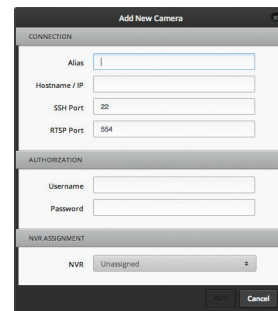 Add New Camera
CONNECTION
Alias
Hostname / IP
SSH Port 22
RTSP Port 554
AUTHORIZATION
Username
Password
NVR ASSIGNMENT
NVR Unassigned
Add Cancel